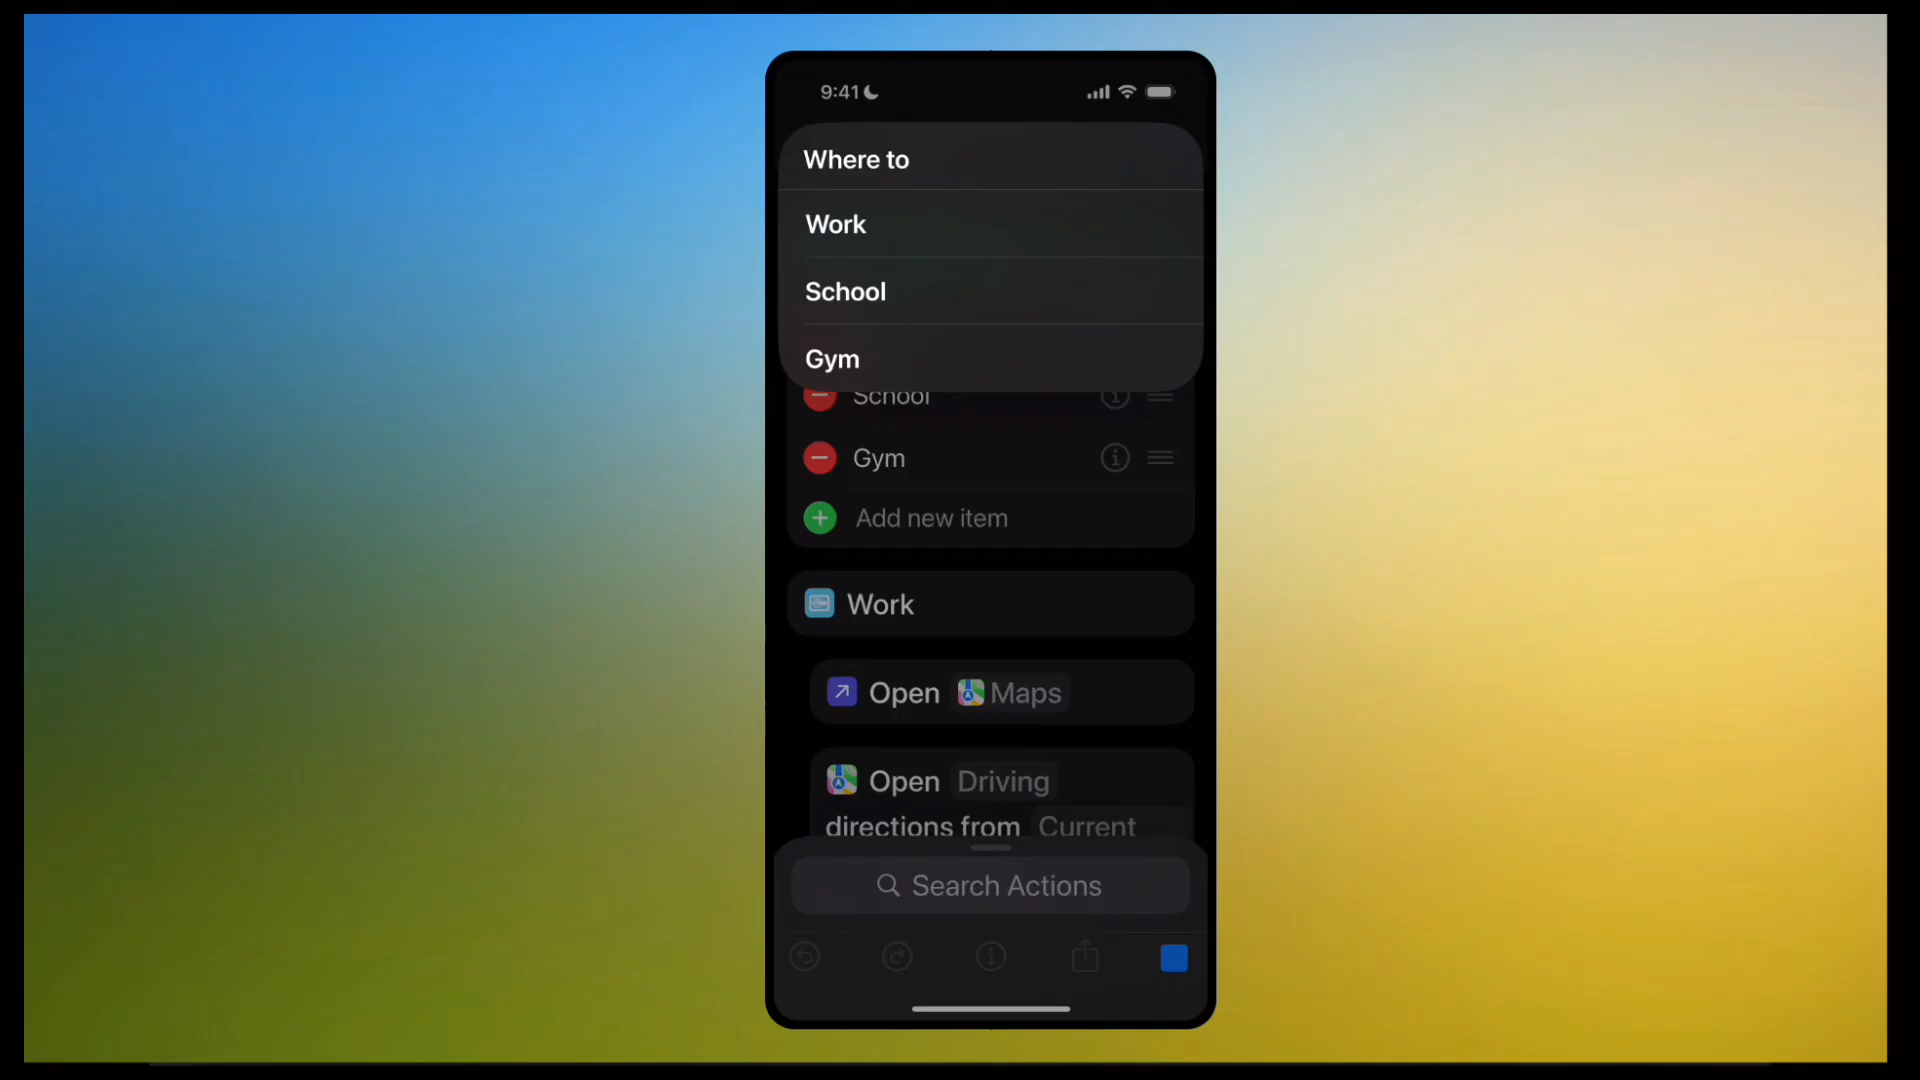 9:41
Where to
Work
School
Gym
School
Gym
Add new item
Work
Open Maps
Open Driving
directions from Current
Search Actions